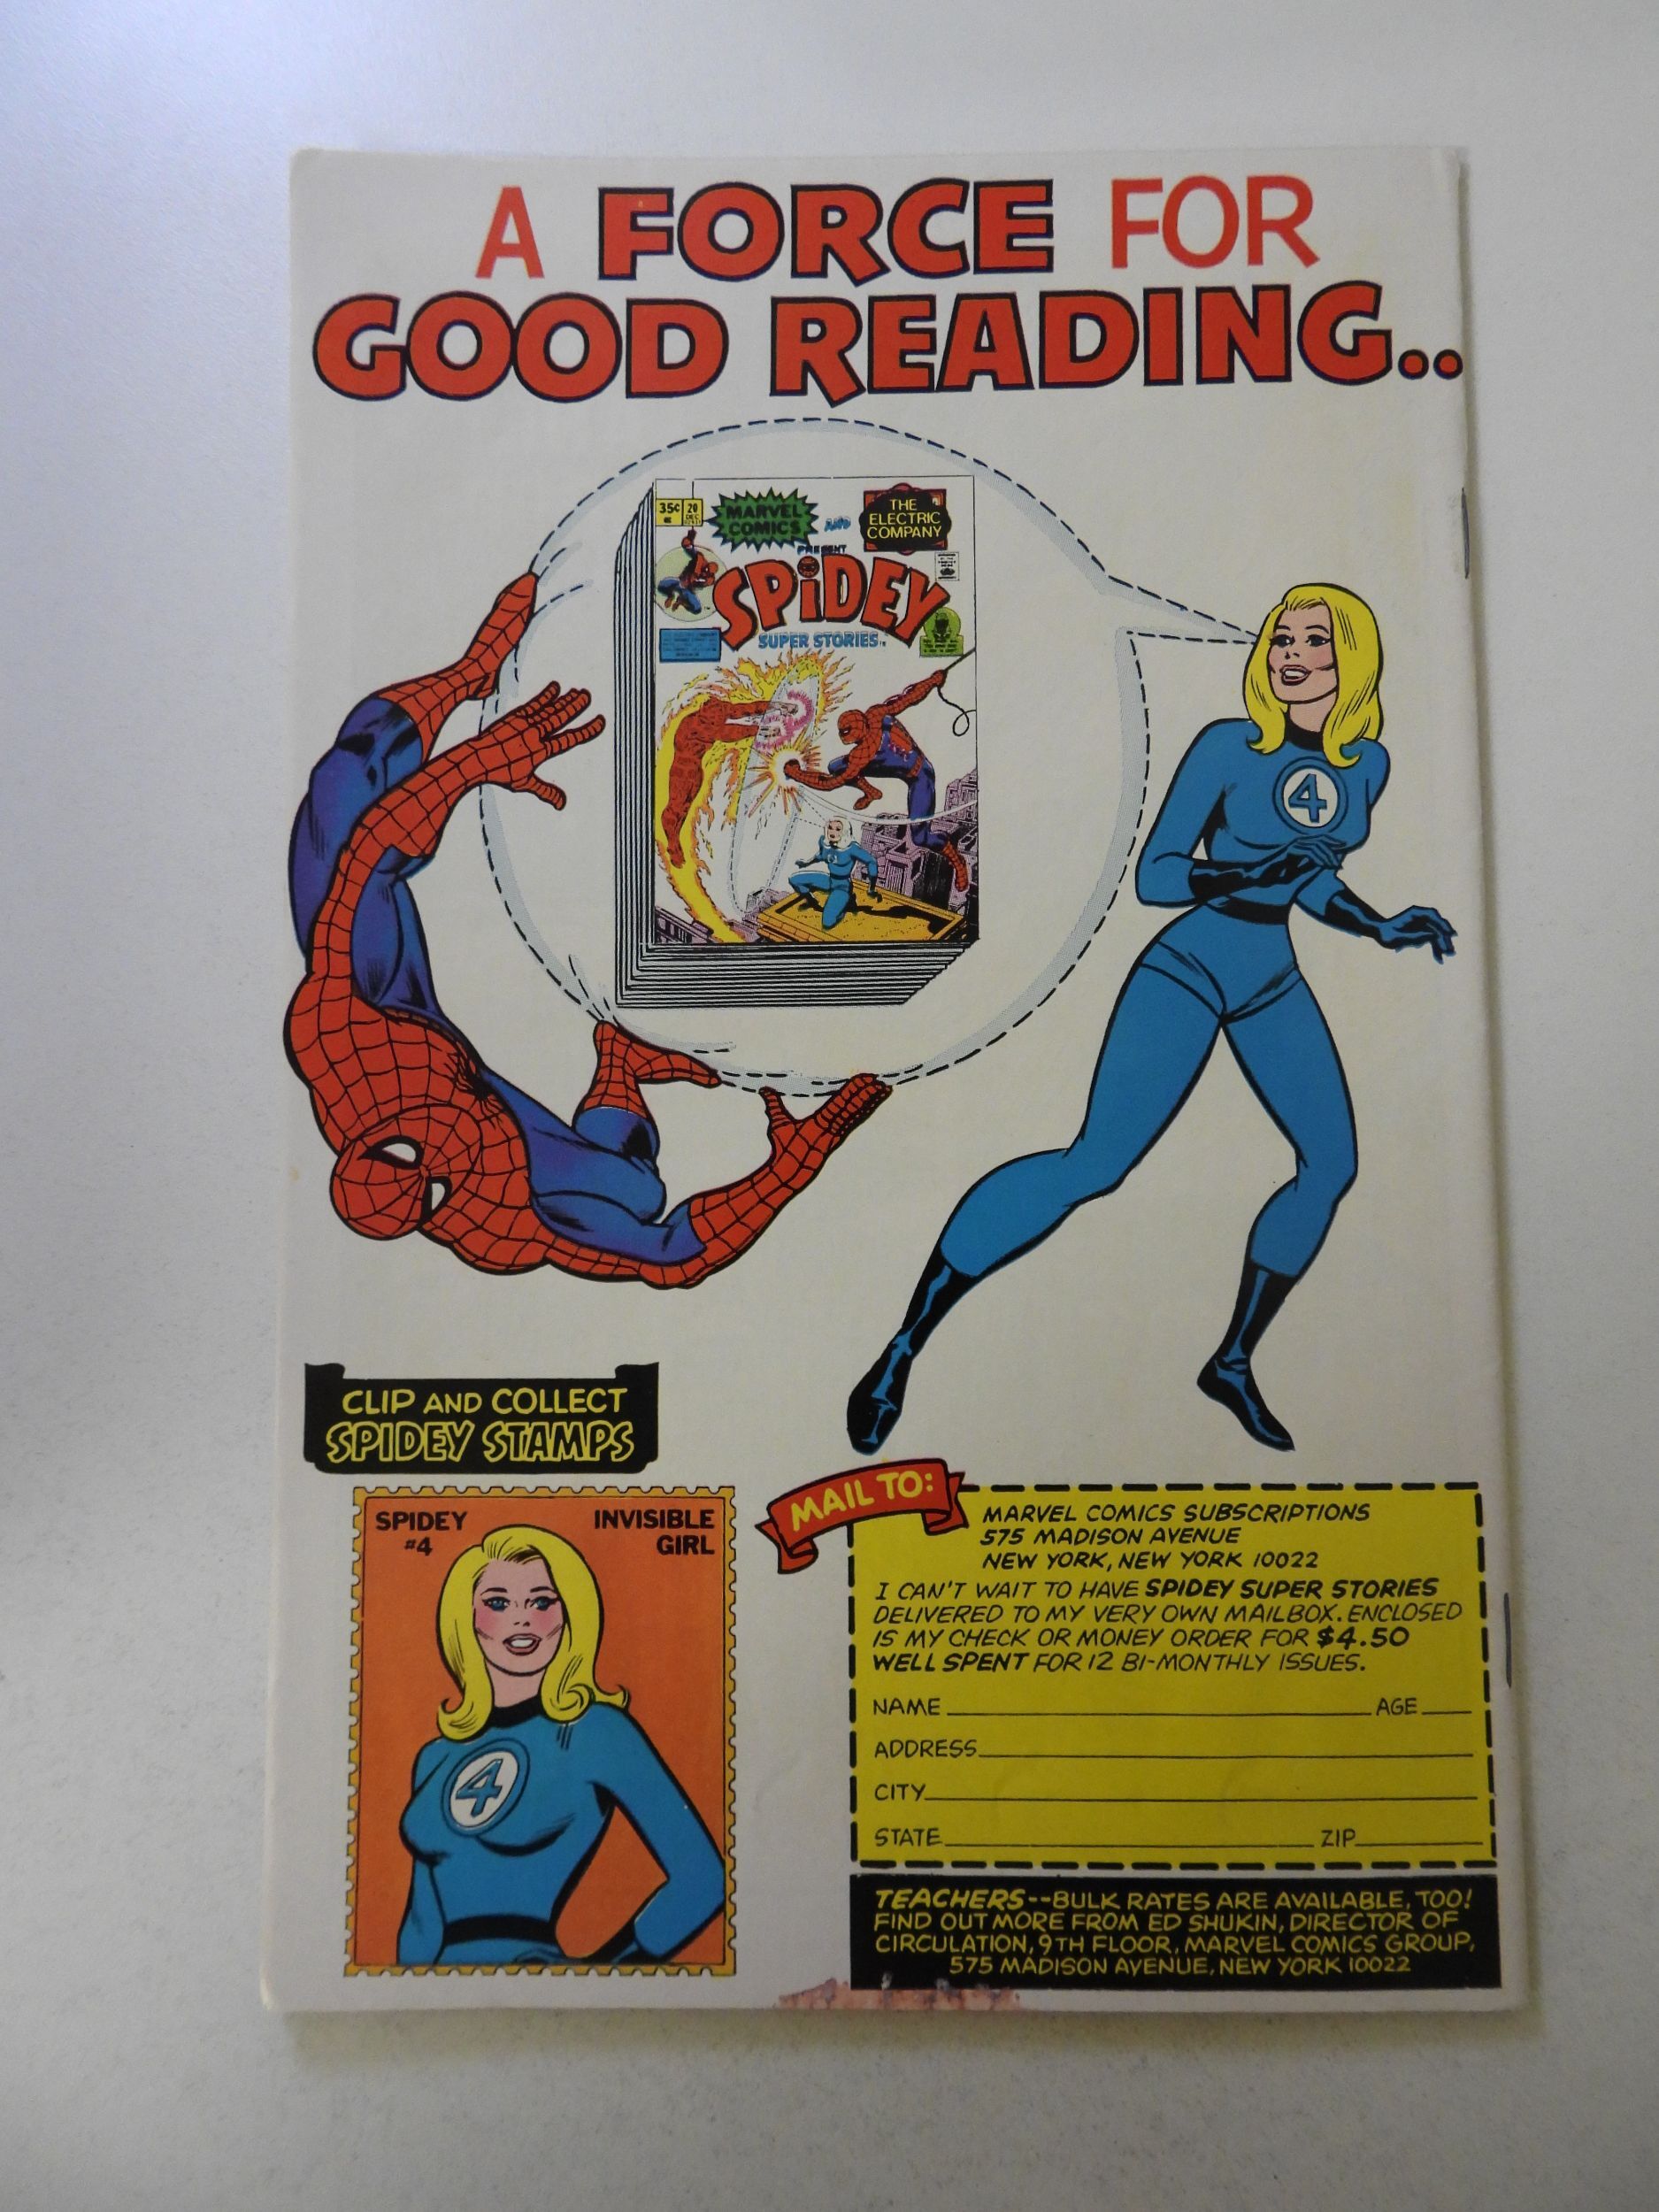 A FORCE FOR
GOOD READING..
35¢
20
DEC
MARVEL
COMICS
AND
THE
ELECTRIC
COMPANY
PRESENT
SPiDEY
SUPER STORIES
4
CLIP AND COLLECT
SPIDEY STAMPS
SPIDEY
#4
INVISIBLE
GIRL
4
MAIL TO:
MARVEL COMICS SUBSCRIPTIONS
575 MADISON AVENUE
NEW YORK, NEW YORK 10022
I CAN'T WAIT TO HAVE SPIDEY SUPER STORIES
DELIVERED TO MY VERY OWN MAILBOX. ENCLOSED
IS MY CHECK OR MONEY ORDER FOR $4.50
WELL SPENT FOR 12 BI-MONTHLY ISSUES.
NAME AGE
ADDRESS
CITY
STATE ZIP
TEACHERS--BULK RATES ARE AVAILABLE, TOO!
FIND OUT MORE FROM ED SHUKIN, DIRECTOR OF
CIRCULATION, 9TH FLOOR, MARVEL COMICS GROUP,
575 MADISON AVENUE, NEW YORK 10022